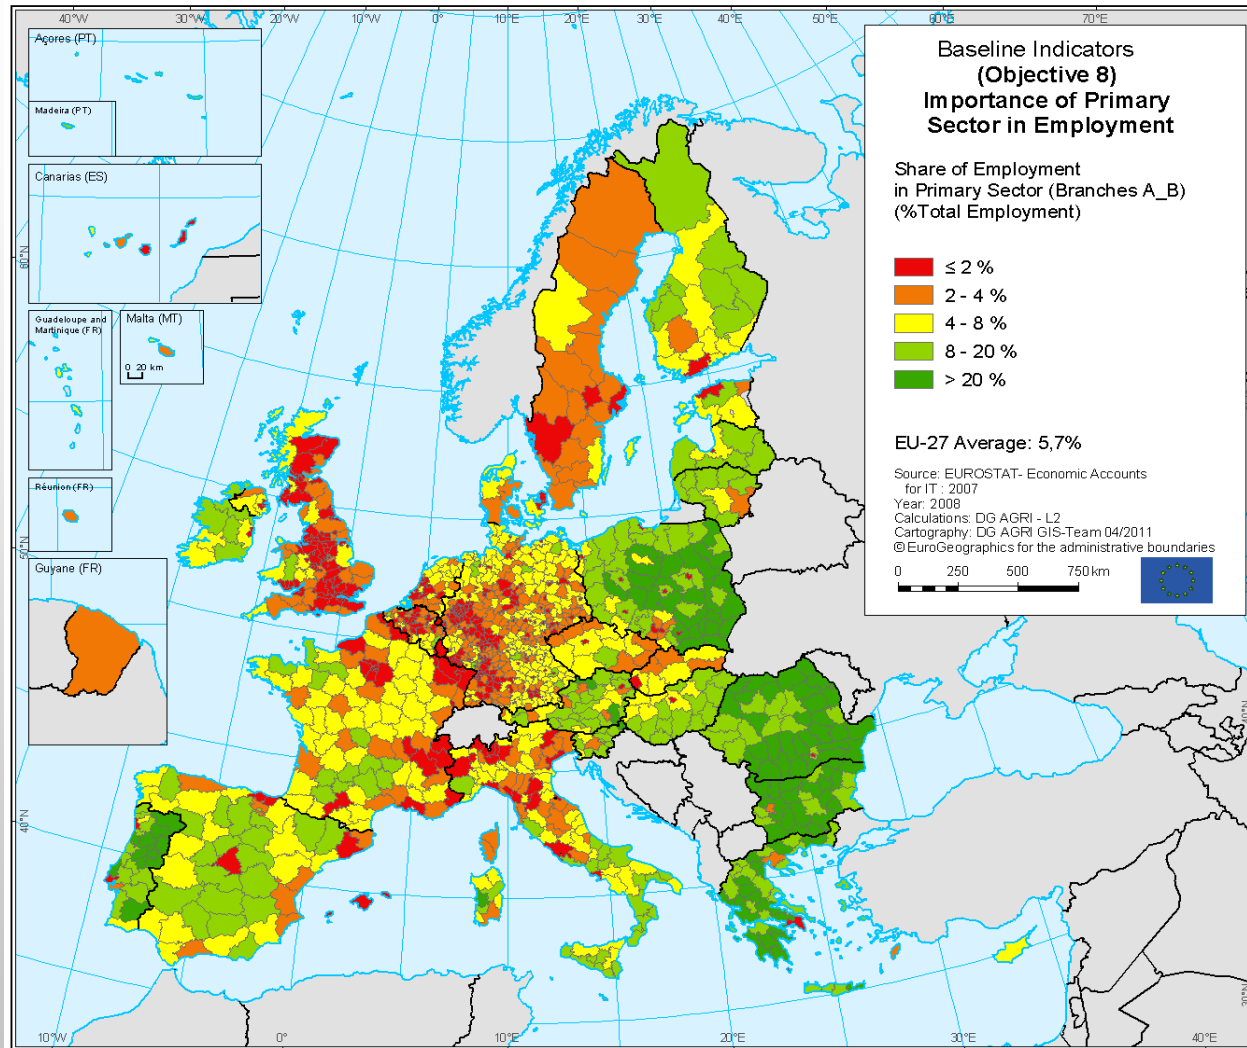 40°W
30°W
20°W
10°W
0°
10°E
20°E
30°E
40°E
50°E
60°E
70°E
Açores (PT)
Madeira (PT)
Canarias (ES)
Guadeloupe and
Martinique (FR)
Malta (MT)
0 20 km
Réunion (FR)
Guyane (FR)
60°N
50°N
40°N
Baseline Indicators
(Objective 8)
Importance of Primary
Sector in Employment
Share of Employment
in Primary Sector (Branches A_B)
(%Total Employment)
≤ 2 %
2 - 4 %
4 - 8 %
8 - 20 %
> 20 %
EU-27 Average: 5,7%
Source: EUROSTAT- Economic Accounts
for IT : 2007
Year: 2008
Calculations: DG AGRI - L2
Cartography: DG AGRI GIS-Team 04/2011
© EuroGeographics for the administrative boundaries
0 250 500 750 km
10°W
0°
10°E
20°E
30°E
40°E